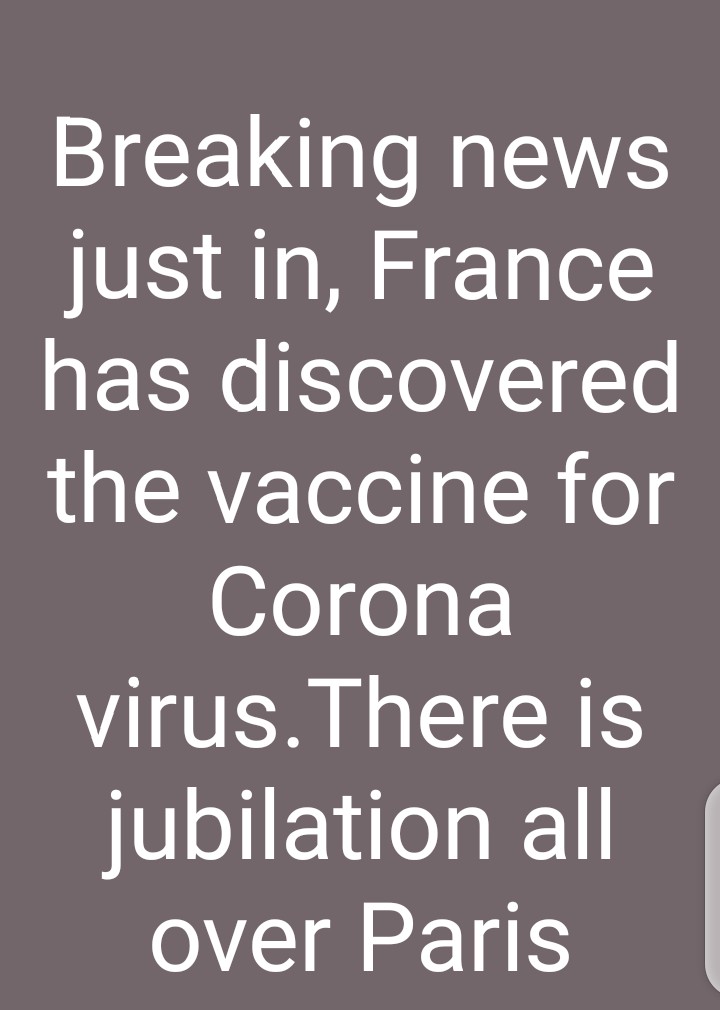 Breaking news
just in, France
has discovered
the vaccine for
Corona
virus.There is
jubilation all
over Paris